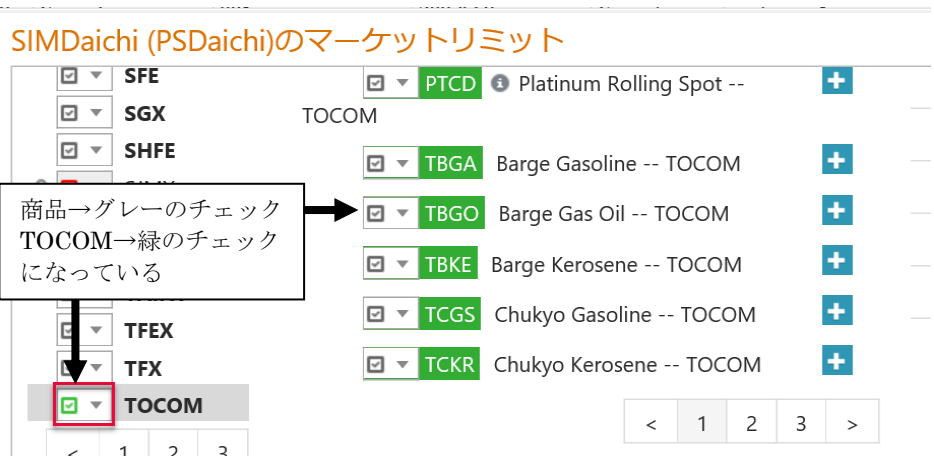 SIMDaichi (PSDaichi)のマーケットリミット
SFE
SGX
SHFE
商品→グレーのチェック
TOCOM→緑のチェック
になっている
TFEX
TFX
TOCOM
< 1 2 3
PTCD Platinum Rolling Spot --
TOCOM
TBGA Barge Gasoline -- TOCOM
TBGO Barge Gas Oil -- TOCOM
TBKE Barge Kerosene -- TOCOM
TCGS Chukyo Gasoline -- TOCOM
TCKR Chukyo Kerosene -- TOCOM
< 1 2 3 >